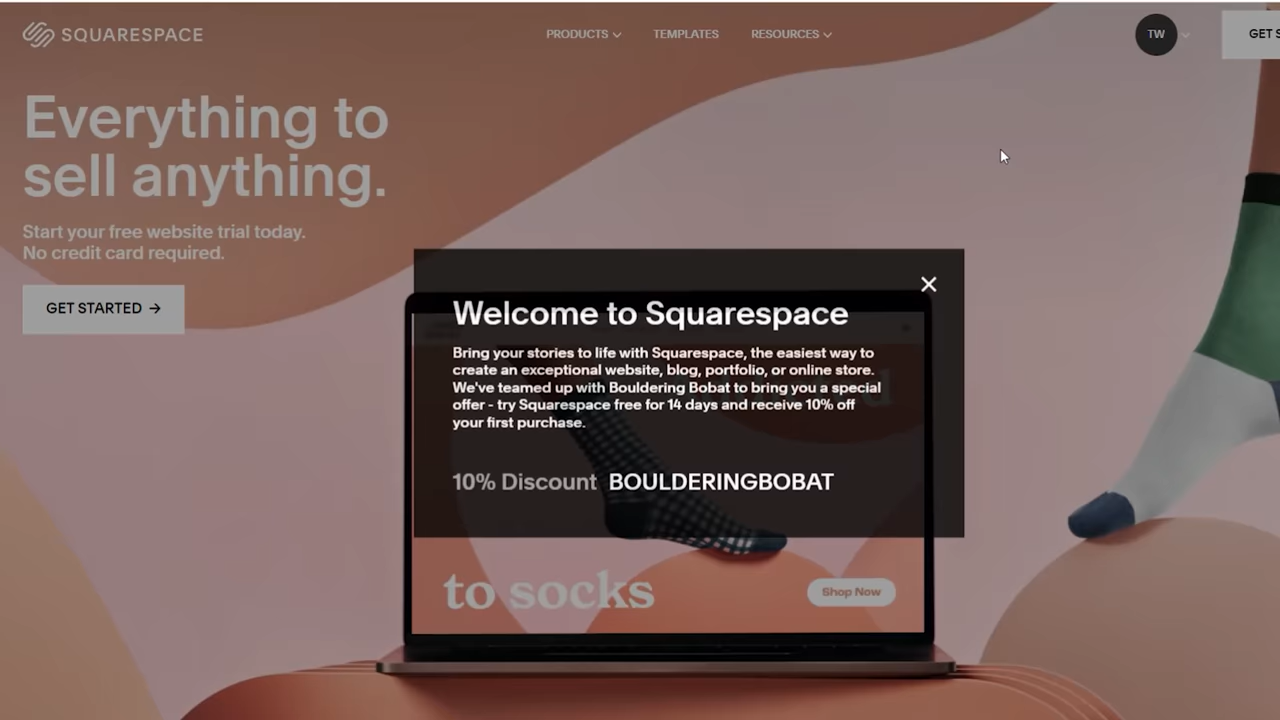 SQUARESPACE
PRODUCTS
TEMPLATES
RESOURCES
TW
GET S
Everything to
sell anything.
Start your free website trial today.
No credit card required.
GET STARTED →
Welcome to Squarespace
Bring your stories to life with Squarespace, the easiest way to
create an exceptional website, blog, portfolio, or online store.
We've teamed up with Bouldering Bobat to bring you a special
offer - try Squarespace free for 14 days and receive 10% off
your first purchase.
10% Discount BOULDERINGBOBAT
to socks
Shop Now